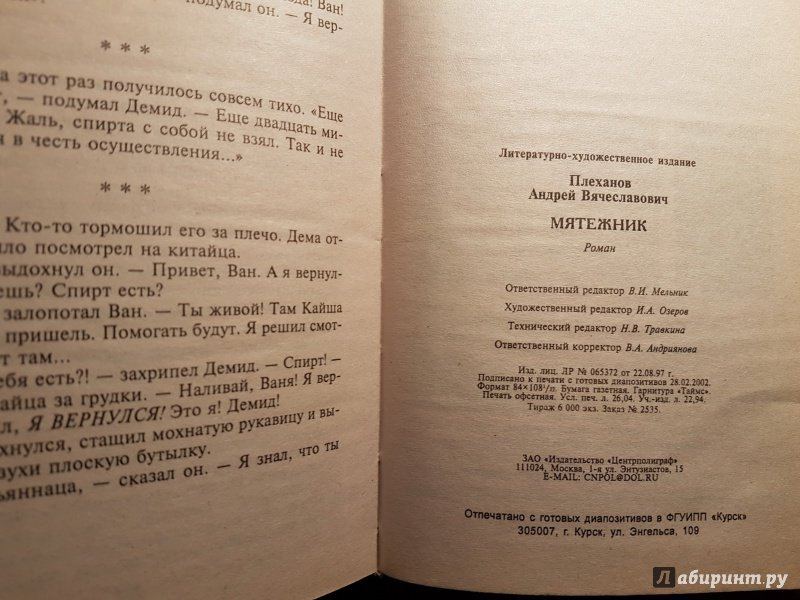 подумал он. — Я вер-
* * *
а этот раз получилось совсем тихо. «Еще
— подумал Демид. — Еще двадцать ми-
Жаль, спирта с собой не взял. Так и не
в честь осуществления...»
* * *
Кто-то тормошил его за плечо. Дема от-
ло посмотрел на китайца.
выдохнул он. — Привет, Ван. А я вернул-
ешь? Спирт есть?
залопотал Ван. — Ты живой! Там Кайша
пришель. Помогать будут. Я решил смот-
т там...
бя есть?! — захрипел Демид. — Спирт! —
айца за грудки. — Наливай, Ваня! Я вер-
л, Я ВЕРНУЛСЯ! Это я! Демид!
хнулся, стащил мохнатую рукавицу и вы-
зухи плоскую бутылку.
ьяннаца, — сказал он. — Я знал, что ты
Литературно-художественное издание
Плеханов
Андрей Вячеславович
МЯТЕЖНИК
Роман
Ответственный редактор В.И. Мельник
Художественный редактор И.А. Озеров
Технический редактор Н.В. Травкина
Ответственный корректор В.А. Андриянова
Изд. лиц. ЛР № 065372 от 22.08.97 г.
Подписано к печати с готовых диапозитивов 28.02.2002.
Формат 84×108¹/₃₂. Бумага газетная. Гарнитура «Таймс».
Печать офсетная. Усл. печ. л. 26,04. Уч.-изд. л. 22,94.
Тираж 6 000 экз. Заказ № 2535.
ЗАО «Издательство «Центрполиграф»
111024, Москва, 1-я ул. Энтузиастов, 15
E-MAIL: CNPOL@DOL.RU
Отпечатано с готовых диапозитивов в ФГУИПП «Курск»
305007, г. Курск, ул. Энгельса, 109
Лабиринт.ру